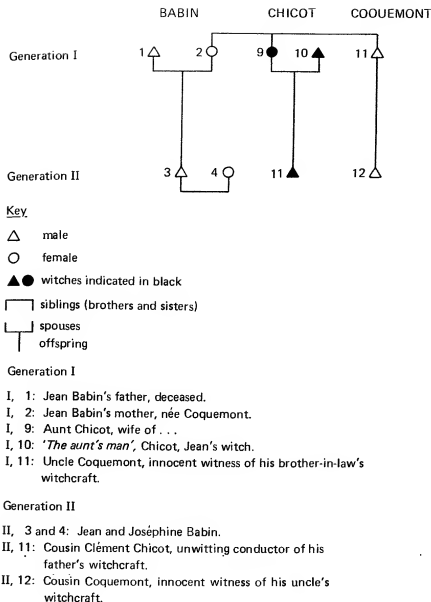 BABIN CHICOT COOUEMONT
Generation I 1 2 9 10 11
Generation II 3 4 11 12
Key
male
female
witches indicated in black
siblings (brothers and sisters)
spouses
offspring
Generation I
I, 1: Jean Babin's father, deceased.
I, 2: Jean Babin's mother, née Coquemont.
I, 9: Aunt Chicot, wife of . . .
I, 10: 'The aunt's man', Chicot, Jean's witch.
I, 11: Uncle Coquemont, innocent witness of his brother-in-law's
witchcraft.
Generation II
II, 3 and 4: Jean and Joséphine Babin.
II, 11: Cousin Clément Chicot, unwitting conductor of his
father's witchcraft.
II, 12: Cousin Coquemont, innocent witness of his uncle's
witchcraft.